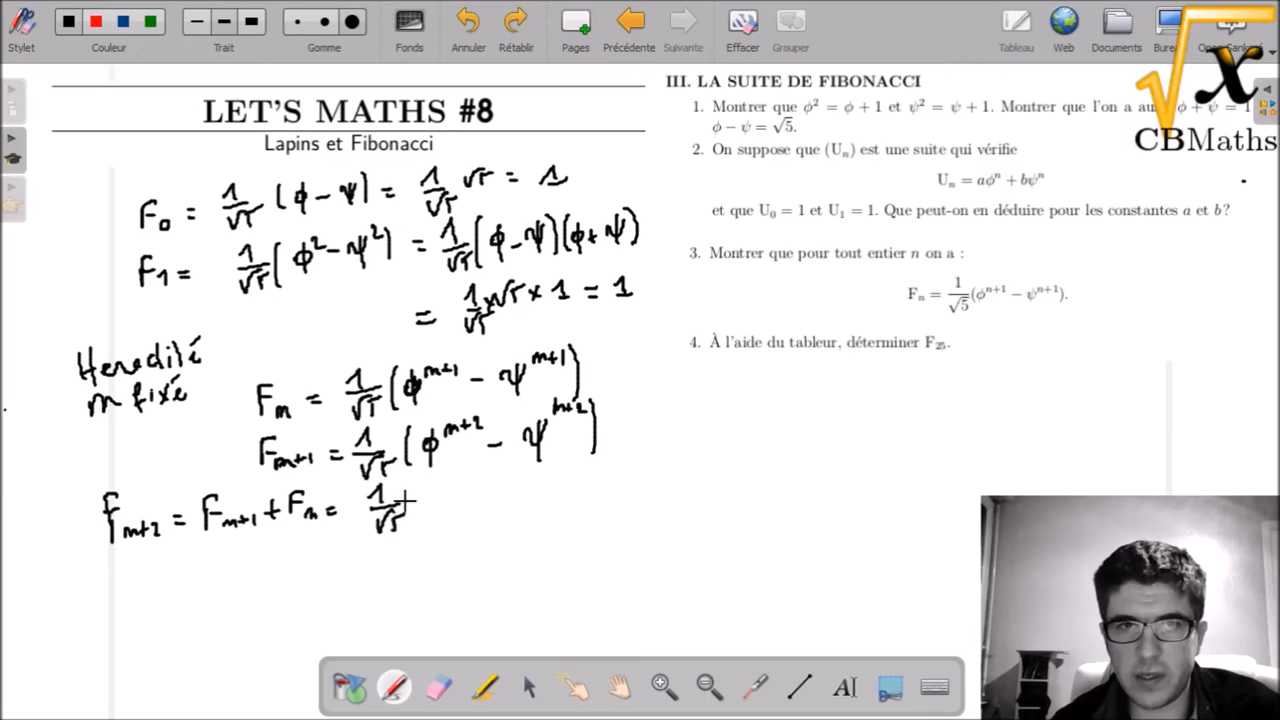 Stylet Couleur Trait Gomme Fonds Annuler Rétablir Pages Précédente Suivante Effacer Grouper Tableau Web Documents
LET'S MATHS #8
Lapins et Fibonacci
F₀ = 1/√5 (ϕ − ψ) = 1/√5 √5 = 1
F1 = 1/√5 (ϕ² − ψ²) = 1/√5 (ϕ − ψ)(ϕ + ψ)
= 1/√5 × √5 × 1 = 1
Heredité
n fixé
Fₙ = 1/√5 (ϕⁿ⁺¹ − ψⁿ⁺¹)
Fₙ₊₁ = 1/√5 (ϕⁿ⁺² − ψⁿ⁺²)
Fₙ₊₂ = Fₙ₊₁ + Fₙ = 1/√5
III. LA SUITE DE FIBONACCI
1. Montrer que ϕ² = ϕ + 1 et ψ² = ψ + 1. Montrer que l'on a au ϕ + ψ = 1
ϕ − ψ = √5.
2. On suppose que (Uₙ) est une suite qui vérifie
Uₙ = aϕⁿ + bψⁿ
et que U₀ = 1 et U₁ = 1. Que peut-on en déduire pour les constantes a et b?
3. Montrer que pour tout entier n on a :
Fₙ = 1/√5 (ϕⁿ⁺¹ − ψⁿ⁺¹).
4. À l'aide du tableur, déterminer F₂₅.
√x
CBMaths
AI